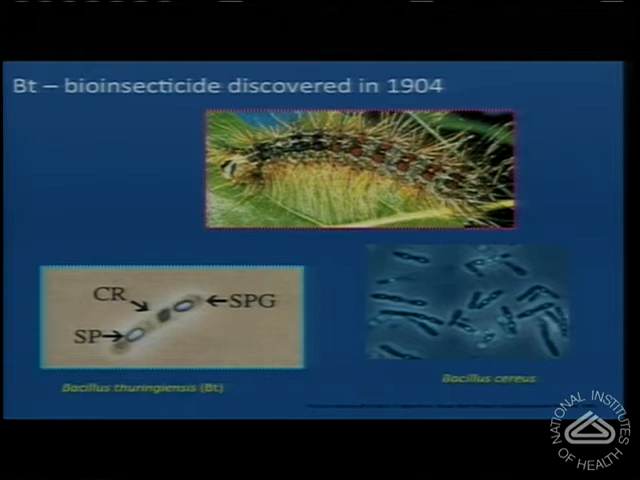 Bt – bioinsecticide discovered in 1904
CR
SPG
SP
Bacillus thuringiensis (Bt)
Bacillus cereus
NATIONAL INSTITUTES
OF HEALTH